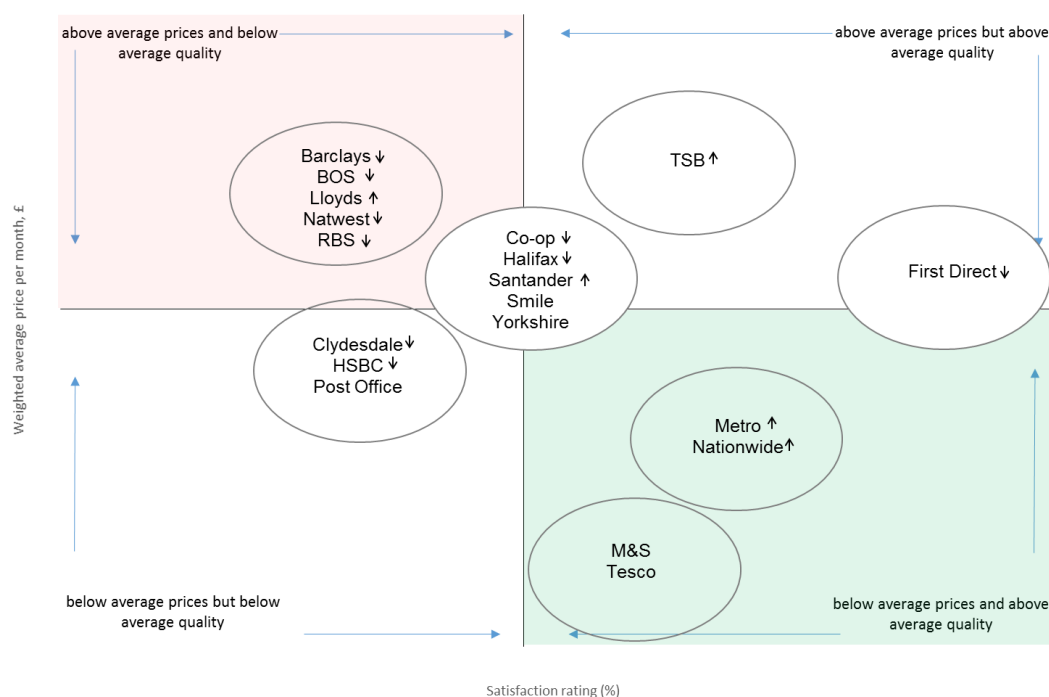 above average prices and below
average quality
above average prices but above
average quality
Barclays ↓
BOS ↓
Lloyds ↑
Natwest ↓
RBS ↓
TSB ↑
Co-op ↓
Halifax ↓
Santander ↑
Smile
Yorkshire
First Direct ↓
Weighted average price per month, £
Clydesdale ↓
HSBC ↓
Post Office
Metro ↑
Nationwide ↑
M&S
Tesco
below average prices but below
average quality
below average prices and above
average quality
Satisfaction rating (%)